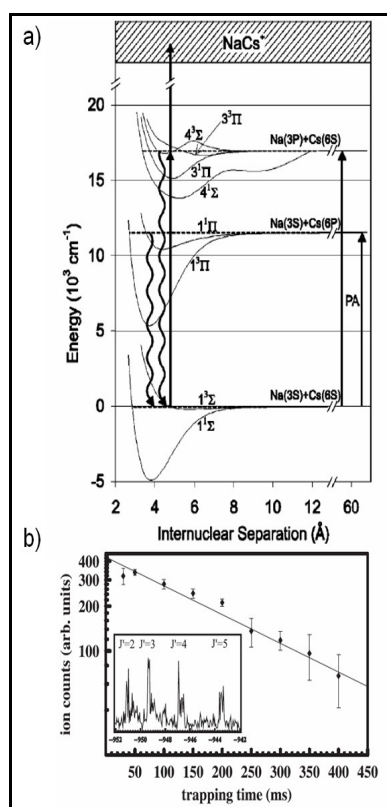 a)
NaCs⁺
20
15
10
5
0
-5
Energy (10³ cm⁻¹)
4³Σ
3³Π
Na(3P)+Cs(6S)
3¹Π
4¹Σ
1¹Π
Na(3S)+Cs(6P)
1³Π
PA
1³Σ
Na(3S)+Cs(6S)
1¹Σ
2 4 6 8 10 12 60
Internuclear Separation (Å)
b)
400
300
200
100
ion counts (arb. units)
J'=2 J'=3 J'=4 J'=5
-952 -950 -948 -946 -944 -942
50 100 150 200 250 300 350 400 450
trapping time (ms)